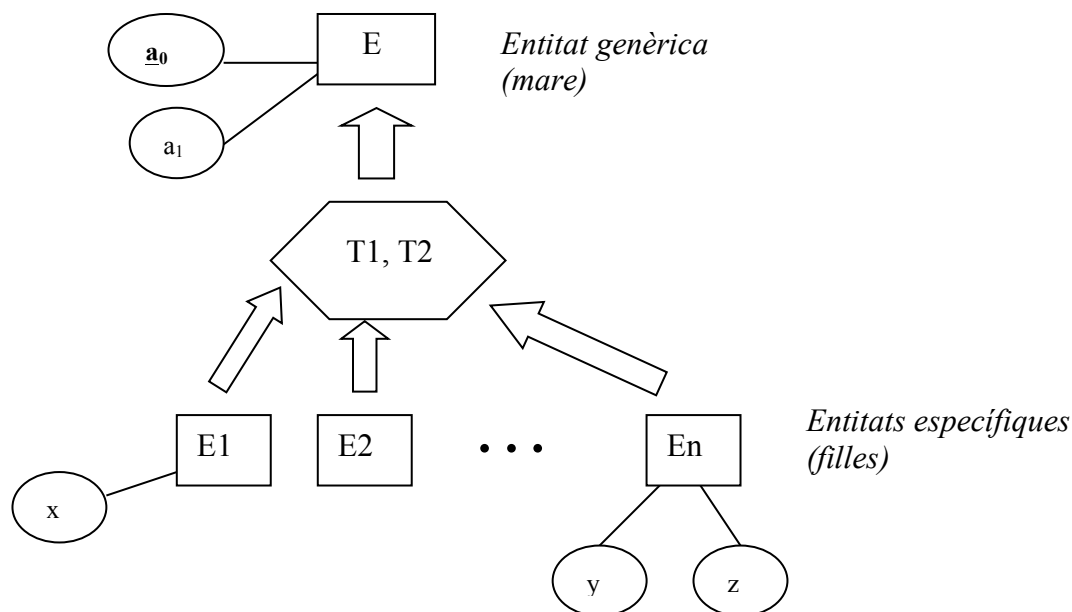 a0
E
Entitat genèrica
(mare)
a1
T1, T2
E1
E2
• • •
En
Entitats específiques
(filles)
x
y
z